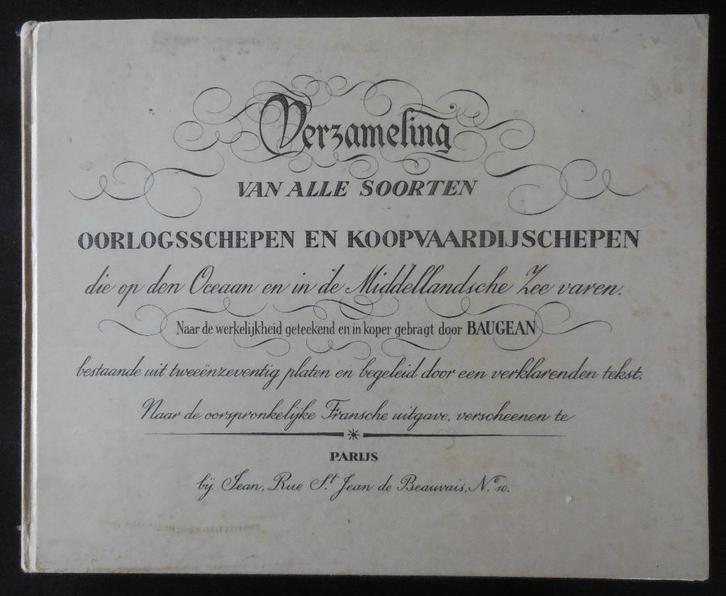 Verzameling
VAN ALLE SOORTEN
OORLOGSSCHEPEN EN KOOPVAARDIJSCHEPEN
die op den Oceaan en in de Middellandsche Zee varen.
Naar de werkelijkheid geteekend en in koper gebragt door BAUGEAN
bestaande uit tweeënzeventig platen en begeleid door een verklarenden tekst.
Naar de oorspronkelijke Fransche uitgave, verscheenen te
PARIJS
bij Jean, Rue St. Jean de Beauvais, No. 10.